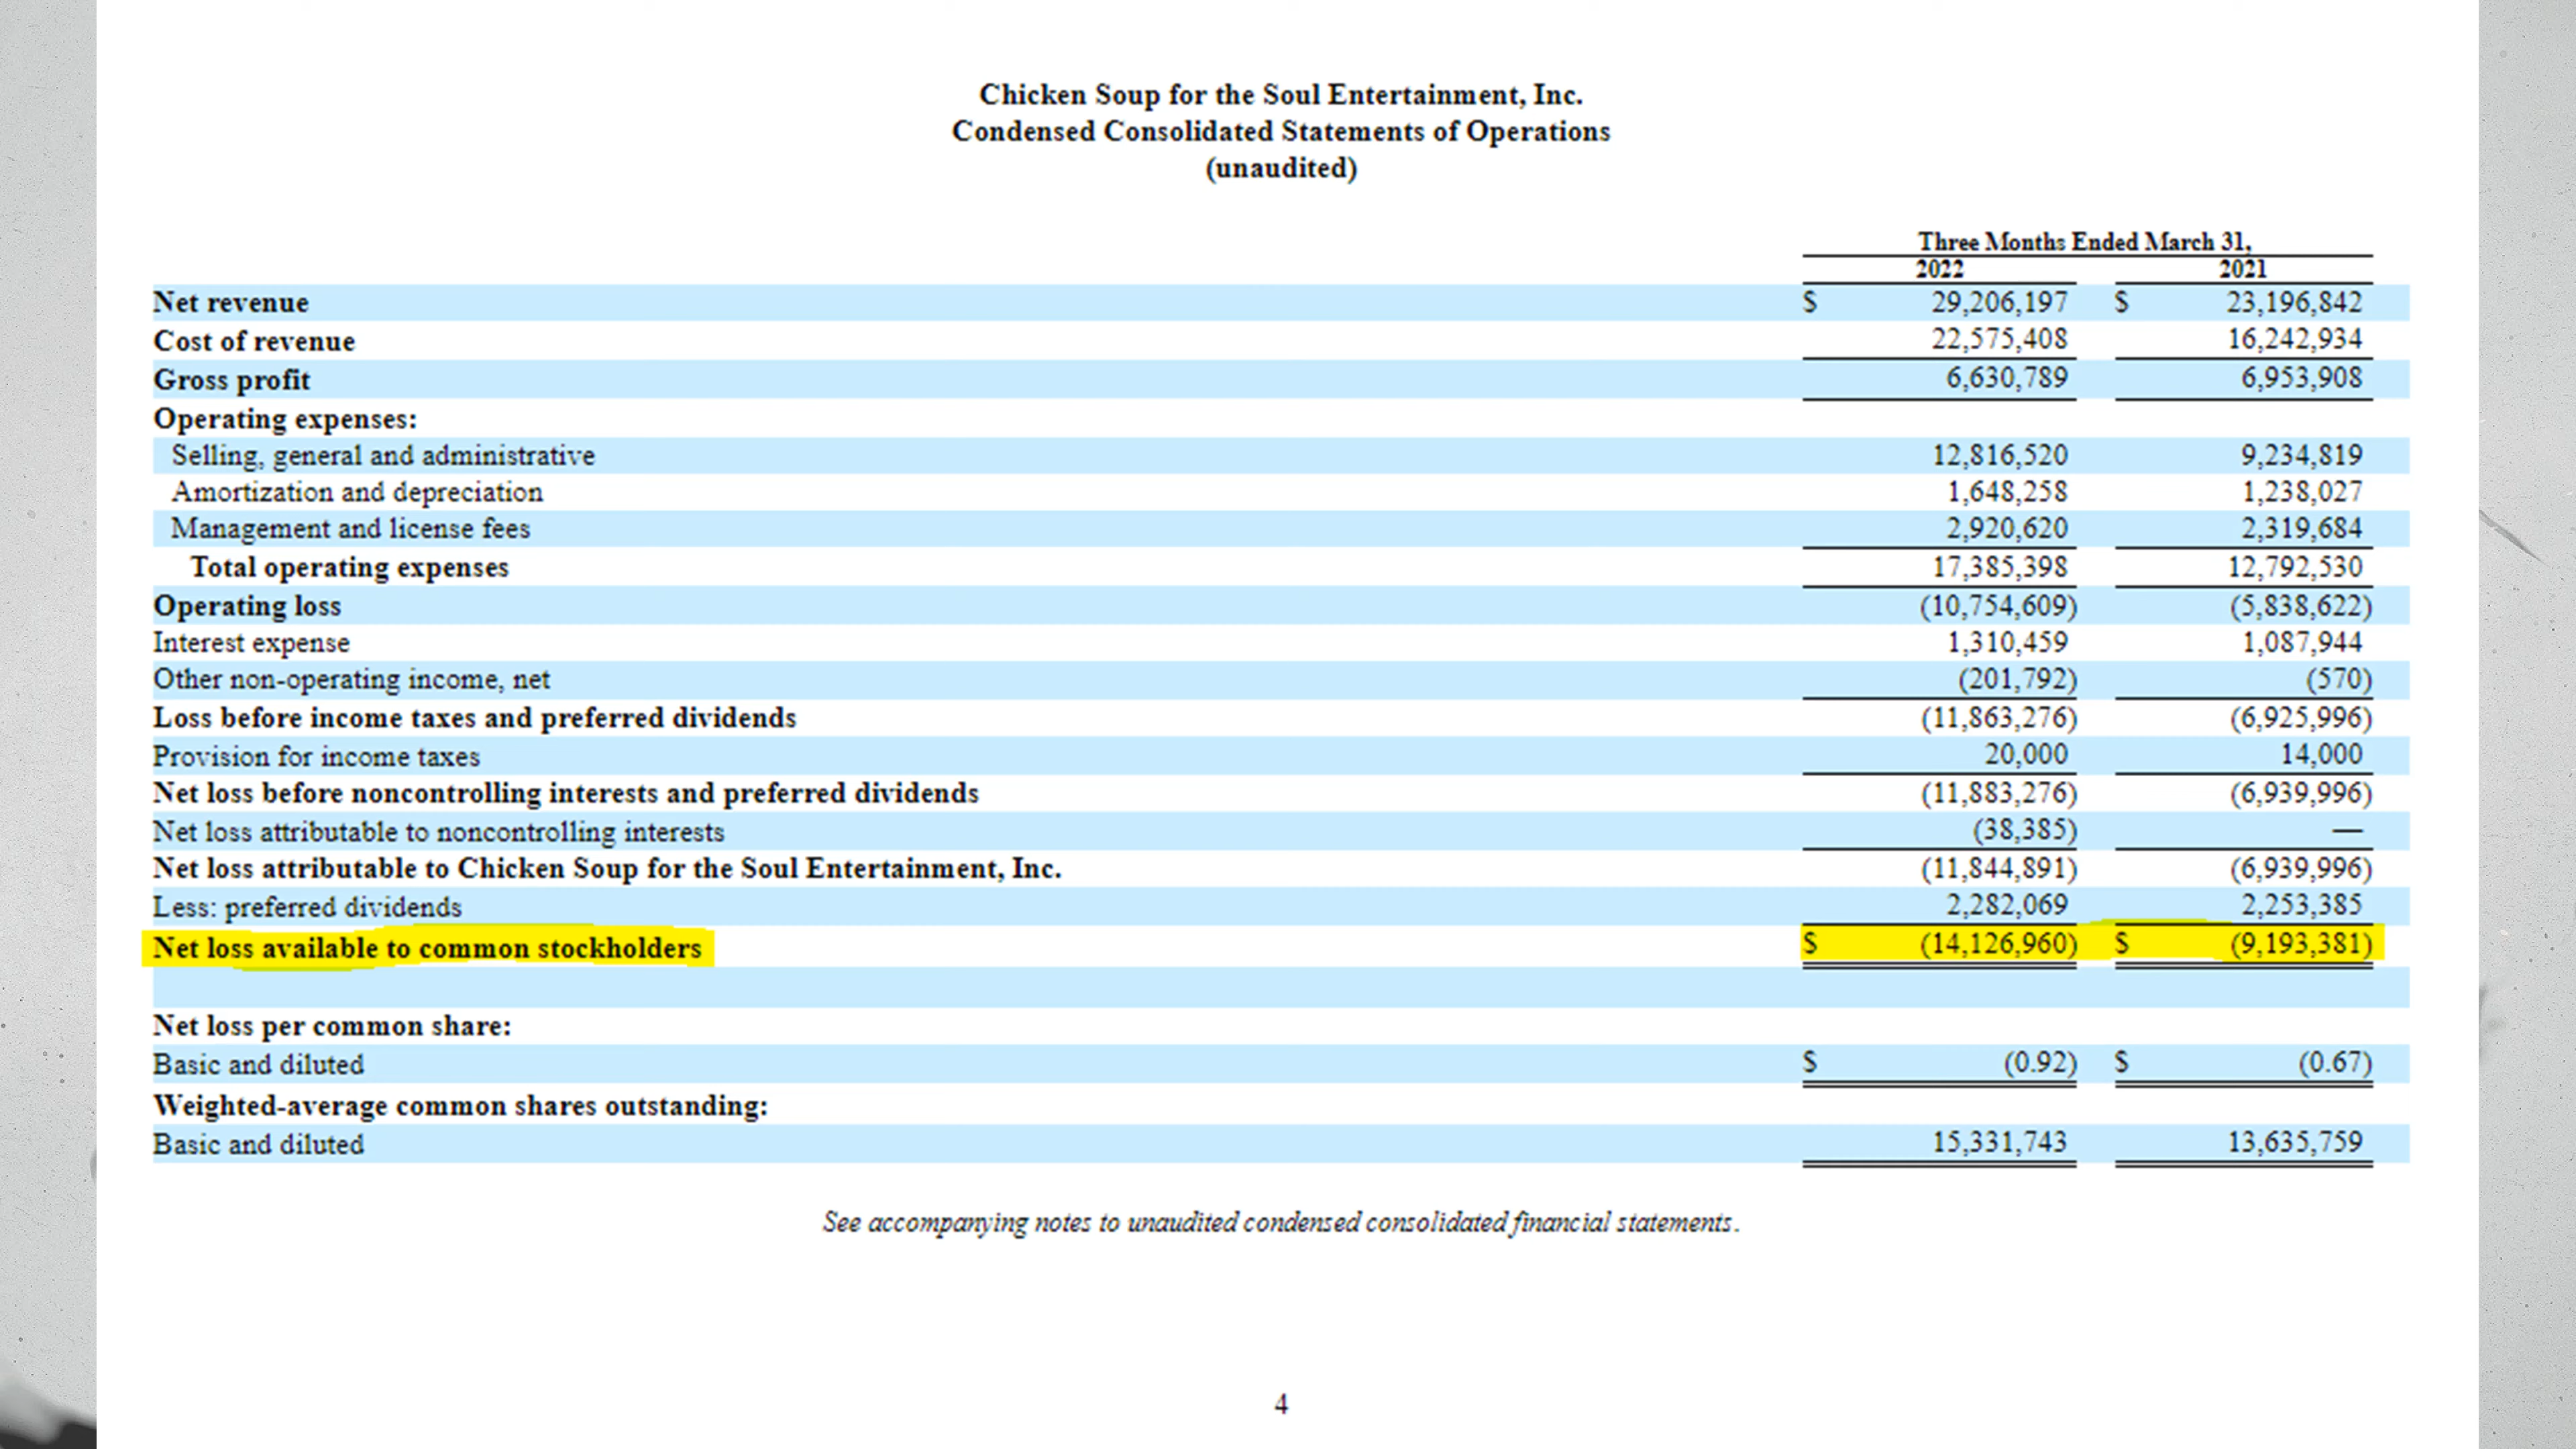 Chicken Soup for the Soul Entertainment, Inc.
Condensed Consolidated Statements of Operations
(unaudited)
Three Months Ended March 31,
2022 2021
Net revenue $ 29,206,197 $ 23,196,842
Cost of revenue 22,575,408 16,242,934
Gross profit 6,630,789 6,953,908
Operating expenses:
Selling, general and administrative 12,816,520 9,234,819
Amortization and depreciation 1,648,258 1,238,027
Management and license fees 2,920,620 2,319,684
Total operating expenses 17,385,398 12,792,530
Operating loss (10,754,609) (5,838,622)
Interest expense 1,310,459 1,087,944
Other non-operating income, net (201,792) (570)
Loss before income taxes and preferred dividends (11,863,276) (6,925,996)
Provision for income taxes 20,000 14,000
Net loss before noncontrolling interests and preferred dividends (11,883,276) (6,939,996)
Net loss attributable to noncontrolling interests (38,385) —
Net loss attributable to Chicken Soup for the Soul Entertainment, Inc. (11,844,891) (6,939,996)
Less: preferred dividends 2,282,069 2,253,385
Net loss available to common stockholders $ (14,126,960) $ (9,193,381)
Net loss per common share:
Basic and diluted $ (0.92) $ (0.67)
Weighted-average common shares outstanding:
Basic and diluted 15,331,743 13,635,759
See accompanying notes to unaudited condensed consolidated financial statements.
4